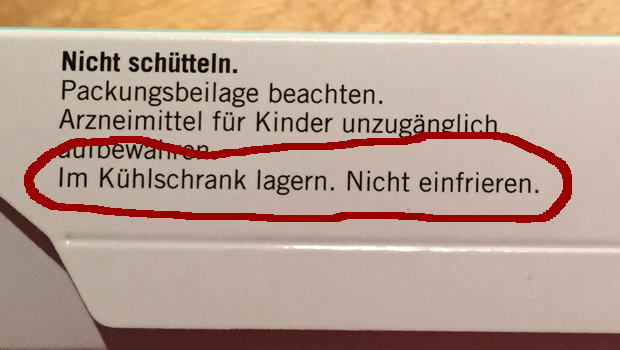 Nicht schütteln.
Packungsbeilage beachten.
Arzneimittel für Kinder unzugänglich
aufbewahren.
Im Kühlschrank lagern. Nicht einfrieren.